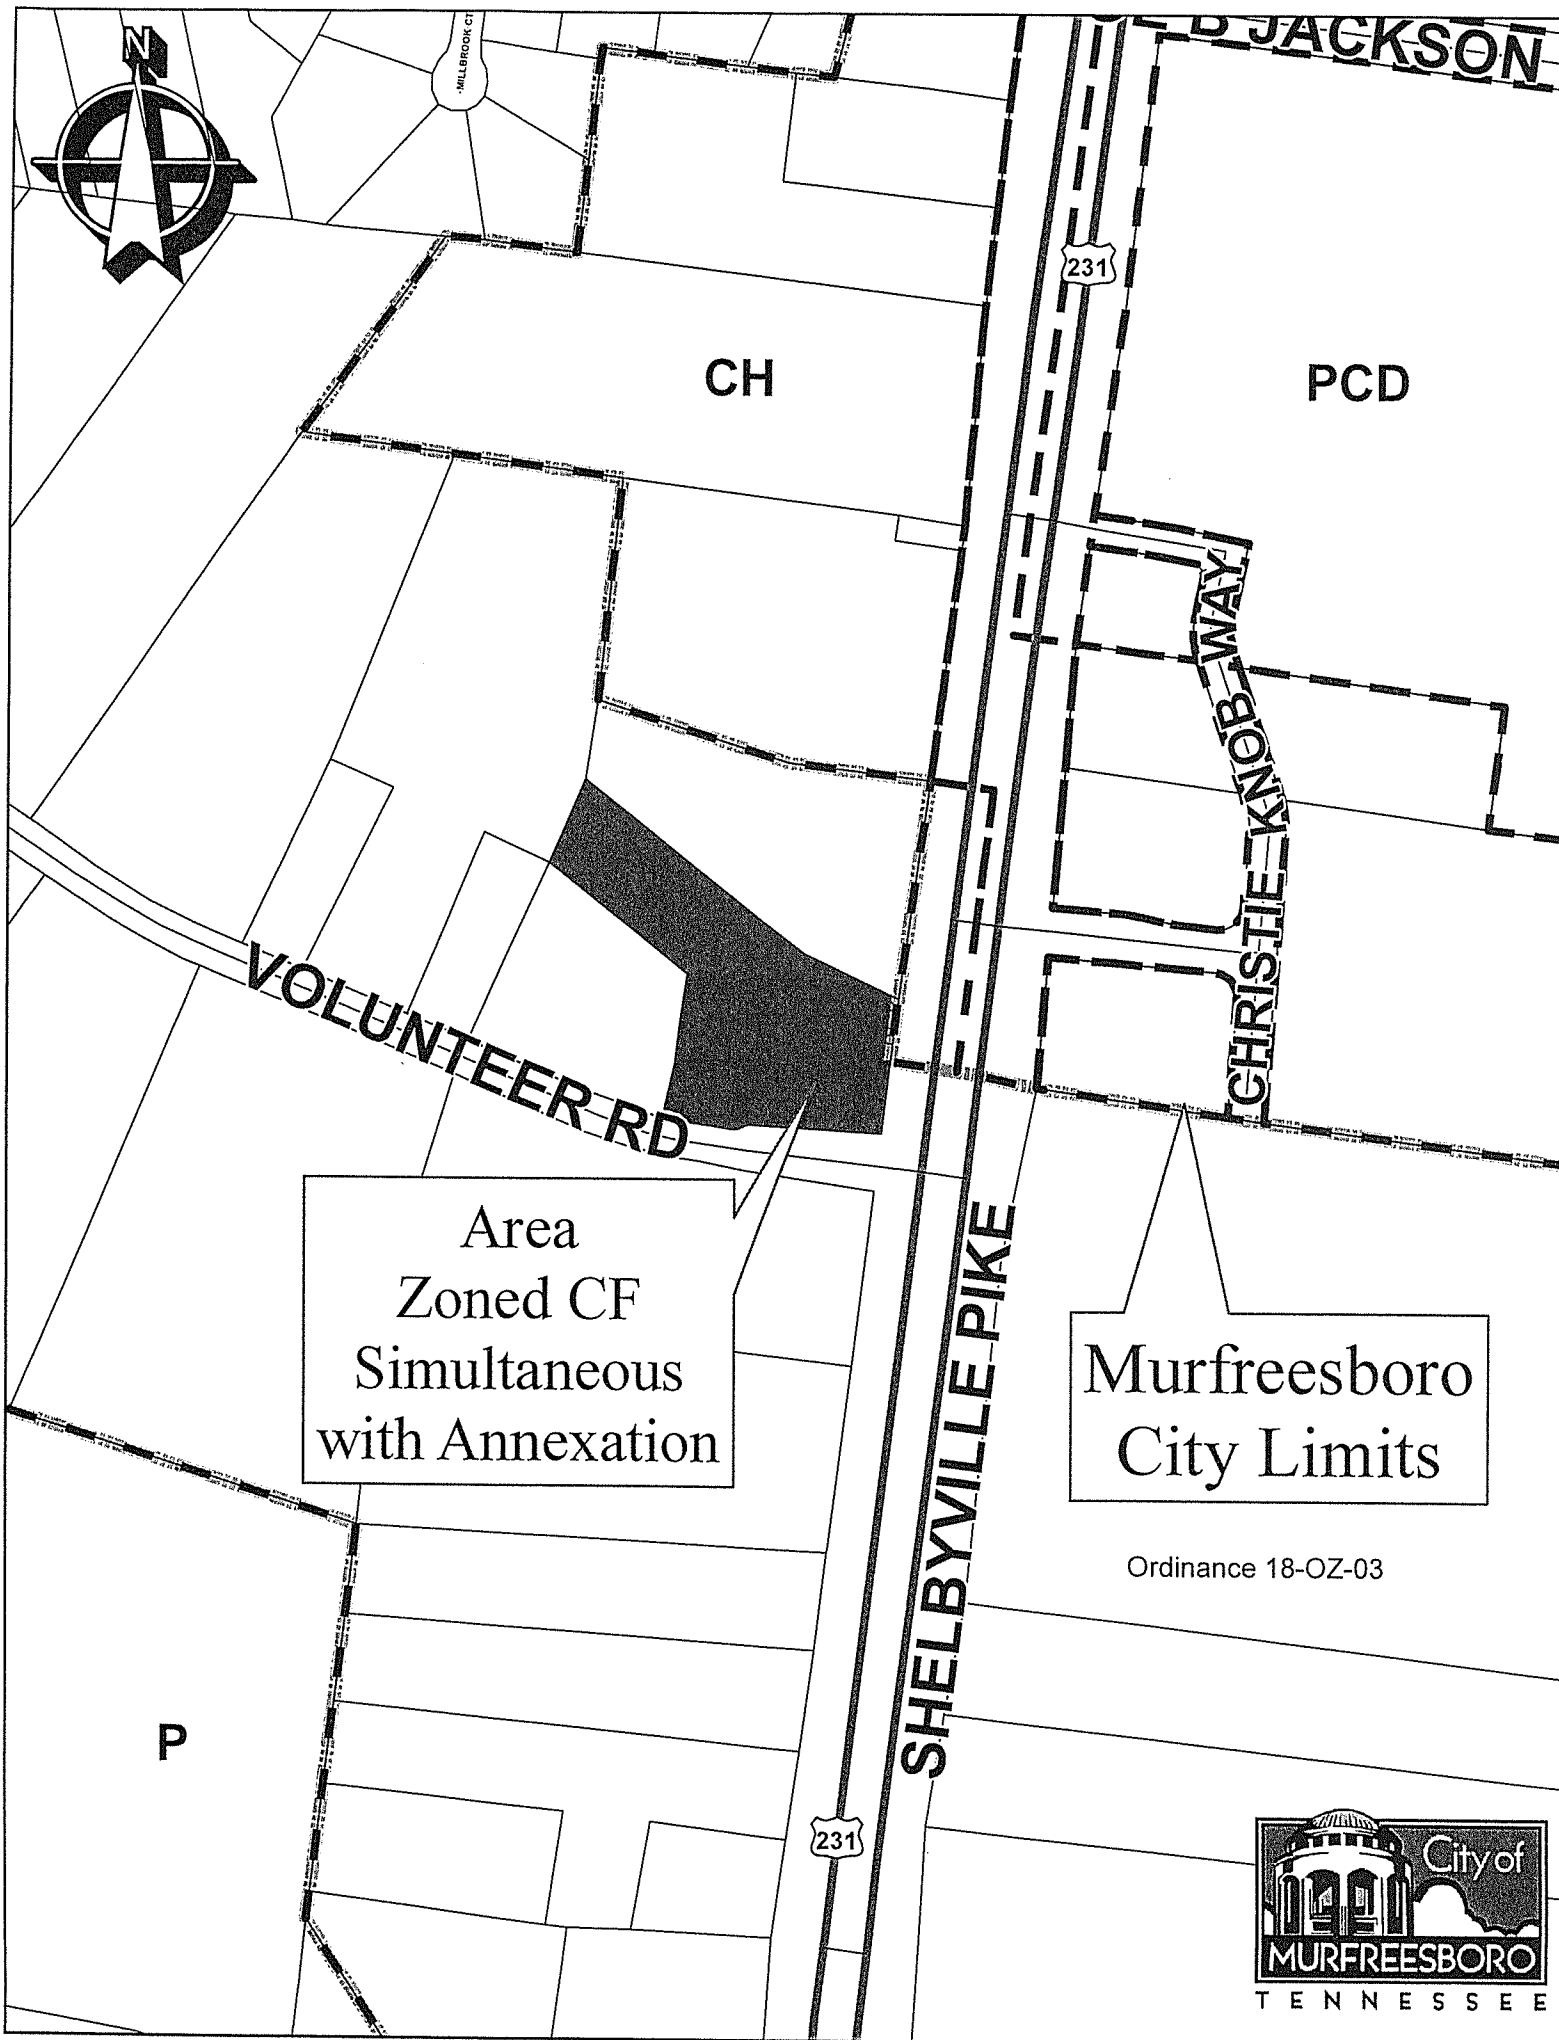 N
MILLBROOK CT
B JACKSON
231
CH
PCD
CHRISTIE KNOB WAY
VOLUNTEER RD
Area
Zoned CF
Simultaneous
with Annexation
SHELBYVILLE PIKE
Murfreesboro
City Limits
Ordinance 18-OZ-03
P
231
City of
MURFREESBORO
TENNESSEE